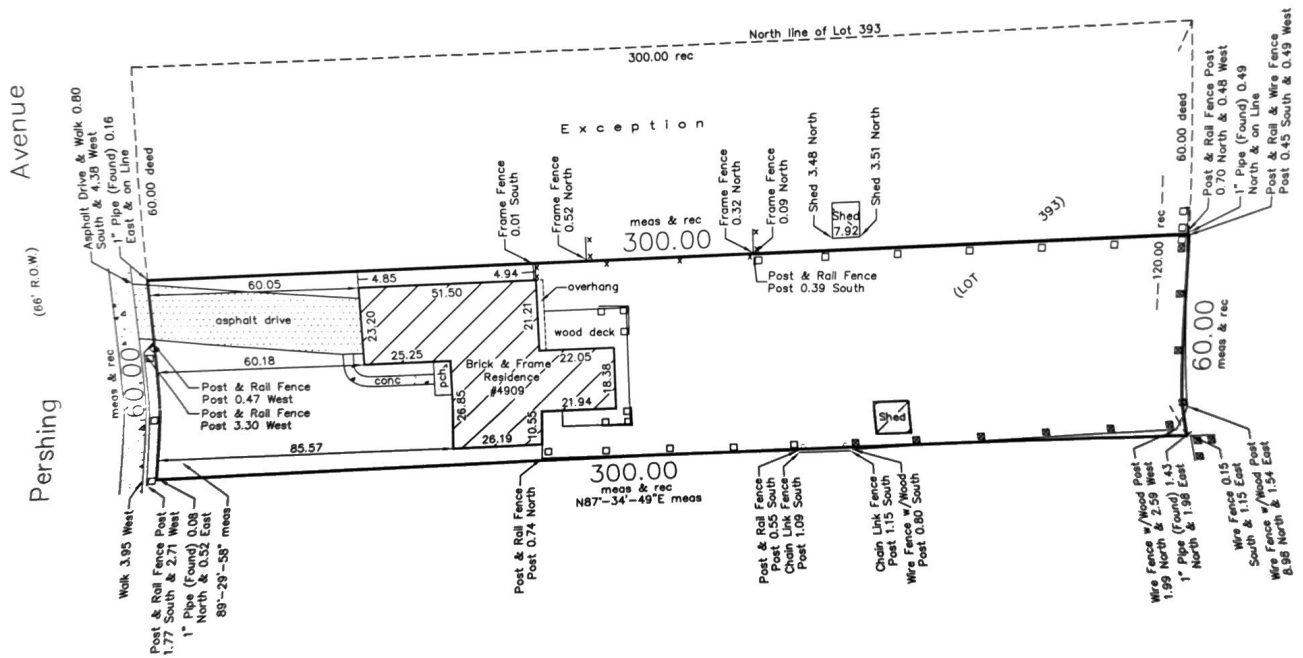 North line of Lot 393
300.00 rec
Avenue
(66' R.O.W.)
Pershing
60.00 deed
Asphalt Drive & Walk 0.80
South & 4.38 West
1" Pipe (Found) 0.16
East & on Line
Exception
Frame Fence
0.01 South
Frame Fence
0.52 North
meas & rec
300.00
Frame Fence
0.32 North
Frame Fence
0.09 North
Shed 3.48 North
Shed
7.92
Shed 3.51 North
60.00 deed
Post & Rail Fence Post
0.70 North & 0.48 West
1" Pipe (Found) 0.49
North & on Line
Post & Rail & Wire Fence
Post 0.45 South & 0.49 West
Post & Rail Fence
Post 0.39 South
(LOT
393)
120.00 rec
60.00
meas & rec
60.05
4.85
4.94
51.50
asphalt drive
23.20
21.21
overhang
wood deck
60.18
25.25
22.05
conc
pch
Brick & Frame
Residence
#4909
18.38
21.94
26.85
10.55
26.19
85.57
meas & rec
60.00
Post & Rail Fence
Post 0.47 West
Post & Rail Fence
Post 3.30 West
Shed
300.00
meas & rec
N87°-34'-49"E meas
Walk 3.95 West
Post & Rail Fence Post
1.77 South & 2.71 West
1" Pipe (Found) 0.08
North & 0.52 East
89°-29'-58" meas
Post & Rail Fence
Post 0.74 North
Post & Rail Fence
Post 0.55 South
Chain Link Fence
Post 1.09 South
Chain Link Fence
Post 1.15 South
Wire Fence w/Wood
Post 0.80 South
Wire Fence w/Wood Post
1.99 North & 2.59 West
1" Pipe (Found) 1.43
North & 1.98 East
Wire Fence 0.15
South & 1.15 East
Wire Fence w/Wood Post
8.98 North & 1.54 East